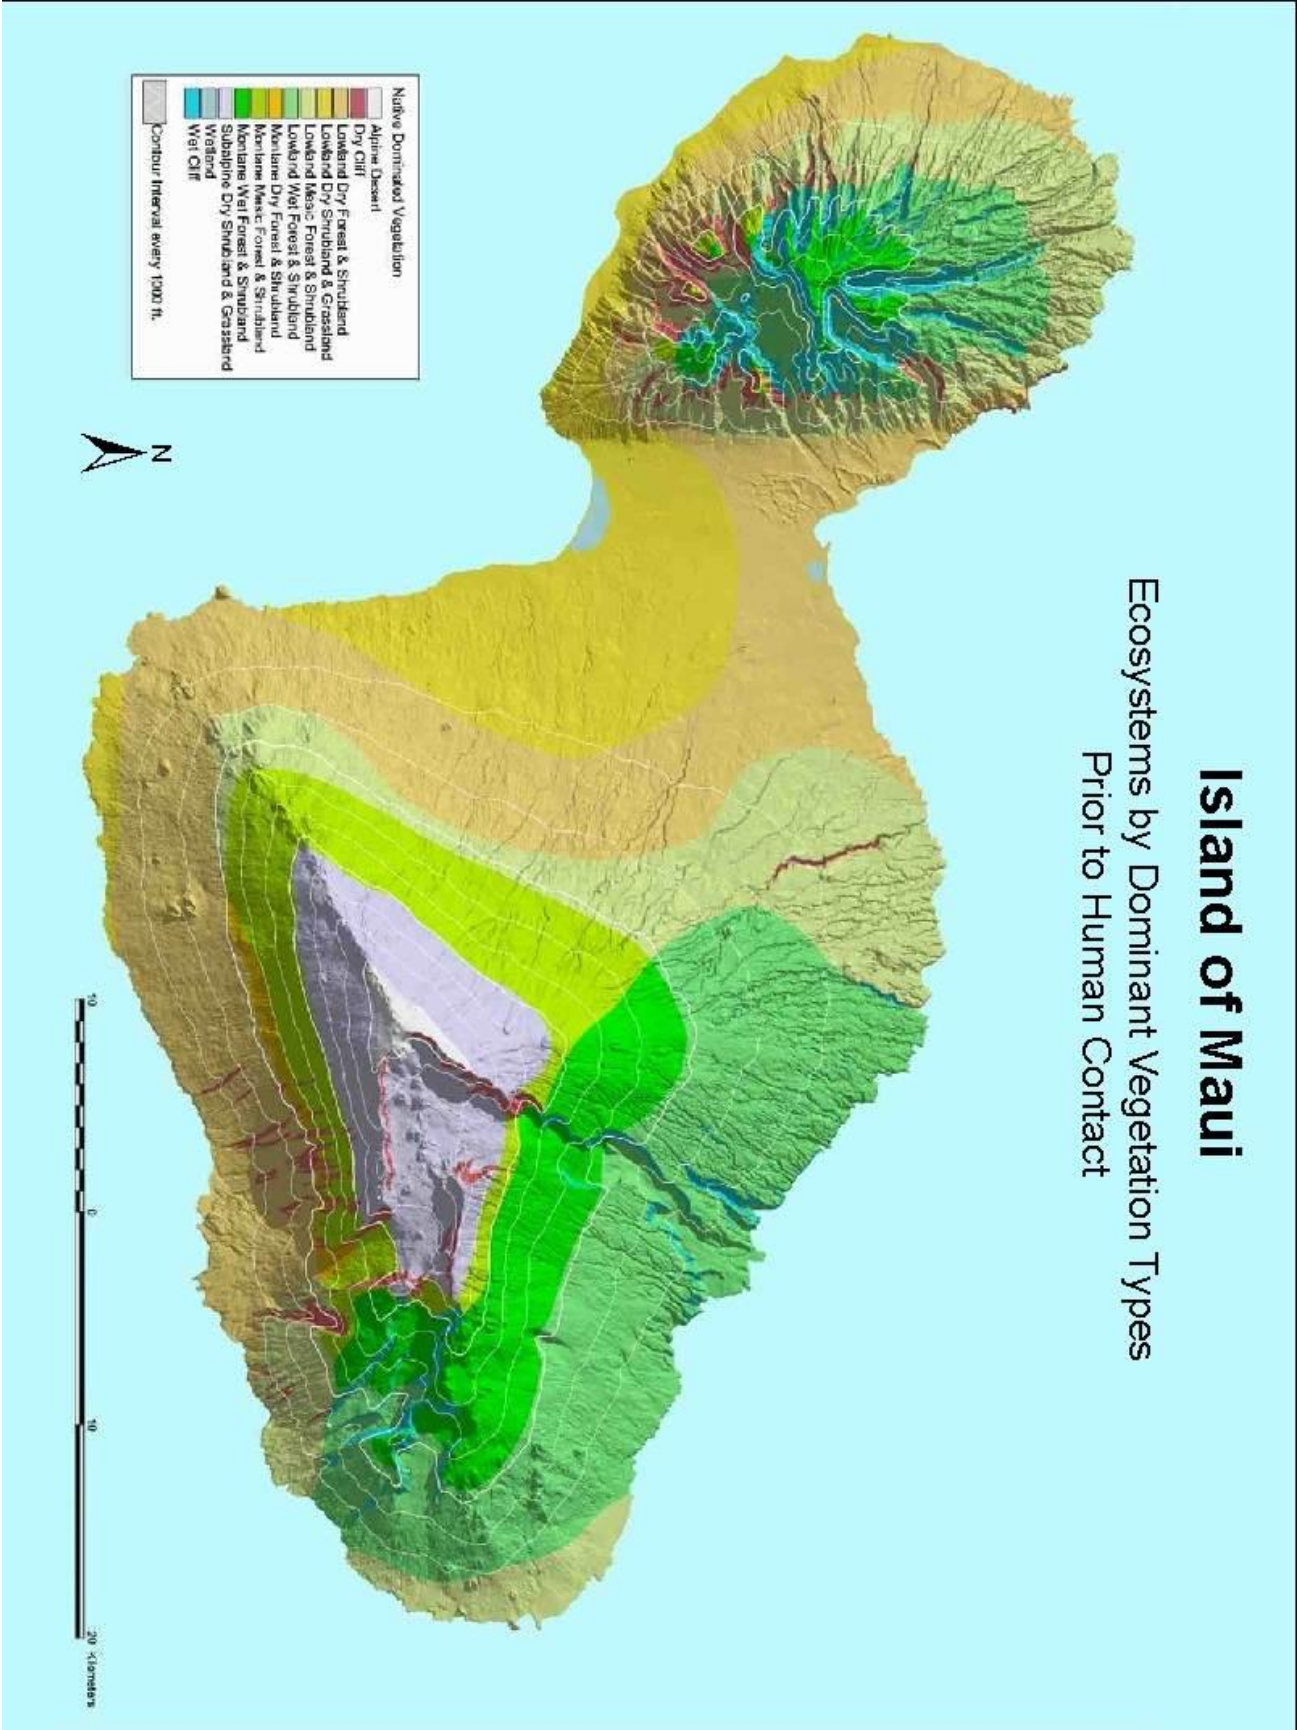 Island of Maui
Ecosystems by Dominant Vegetation Types
Prior to Human Contact
Native Dominated Vegetation
Alpine Desert
Dry Cliff
Lowland Dry Forest & Shrubland
Lowland Dry Shrubland & Grassland
Lowland Mesic Forest & Shrubland
Lowland Wet Forest & Shrubland
Montane Dry Forest & Shrubland
Montane Mesic Forest & Shrubland
Montane Wet Forest & Shrubland
Subalpine Dry Shrubland & Grassland
Wetland
Wet Cliff
Contour Interval every 1000 ft.
N
10 0 10 20 Kilometers